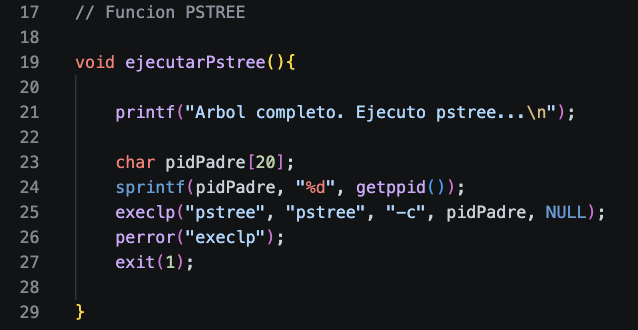 17 // Funcion PSTREE
18
19 void ejecutarPstree(){
20
21 printf("Arbol completo. Ejecuto pstree...\n");
22
23 char pidPadre[20];
24 sprintf(pidPadre, "%d", getppid());
25 execlp("pstree", "pstree", "-c", pidPadre, NULL);
26 perror("execlp");
27 exit(1);
28
29 }